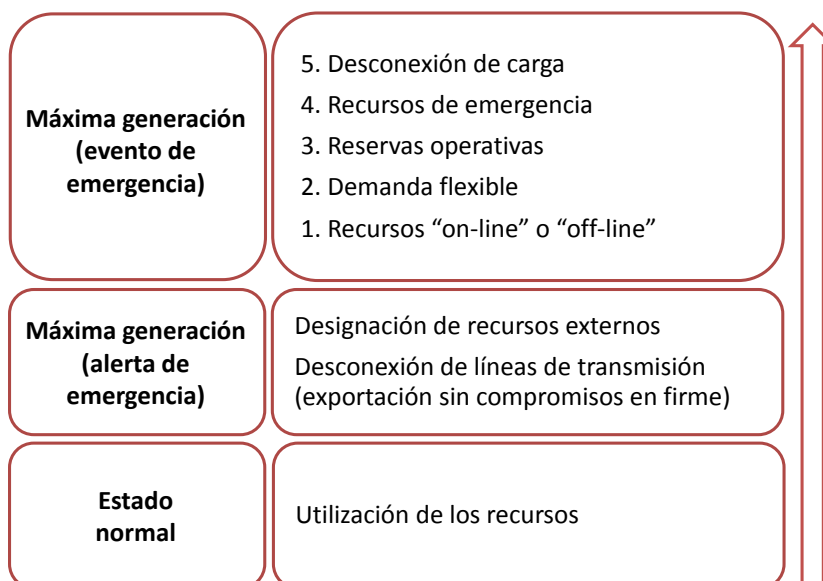 Máxima generación
(evento de
emergencia)
5. Desconexión de carga
4. Recursos de emergencia
3. Reservas operativas
2. Demanda flexible
1. Recursos “on-line” o “off-line”
Máxima generación
(alerta de
emergencia)
Designación de recursos externos
Desconexión de líneas de transmisión
(exportación sin compromisos en firme)
Estado
normal
Utilización de los recursos